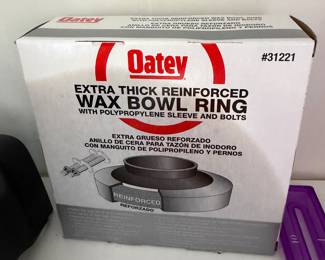 Oatey
#31221
EXTRA THICK REINFORCED
WAX BOWL RING
WITH POLYPROPYLENE SLEEVE AND BOLTS
EXTRA GRUESO REFORZADO
ANILLO DE CERA PARA TAZÓN DE INODORO
CON MANGUITO DE POLIPROPILENO Y PERNOS
REINFORCED
REFORZADO